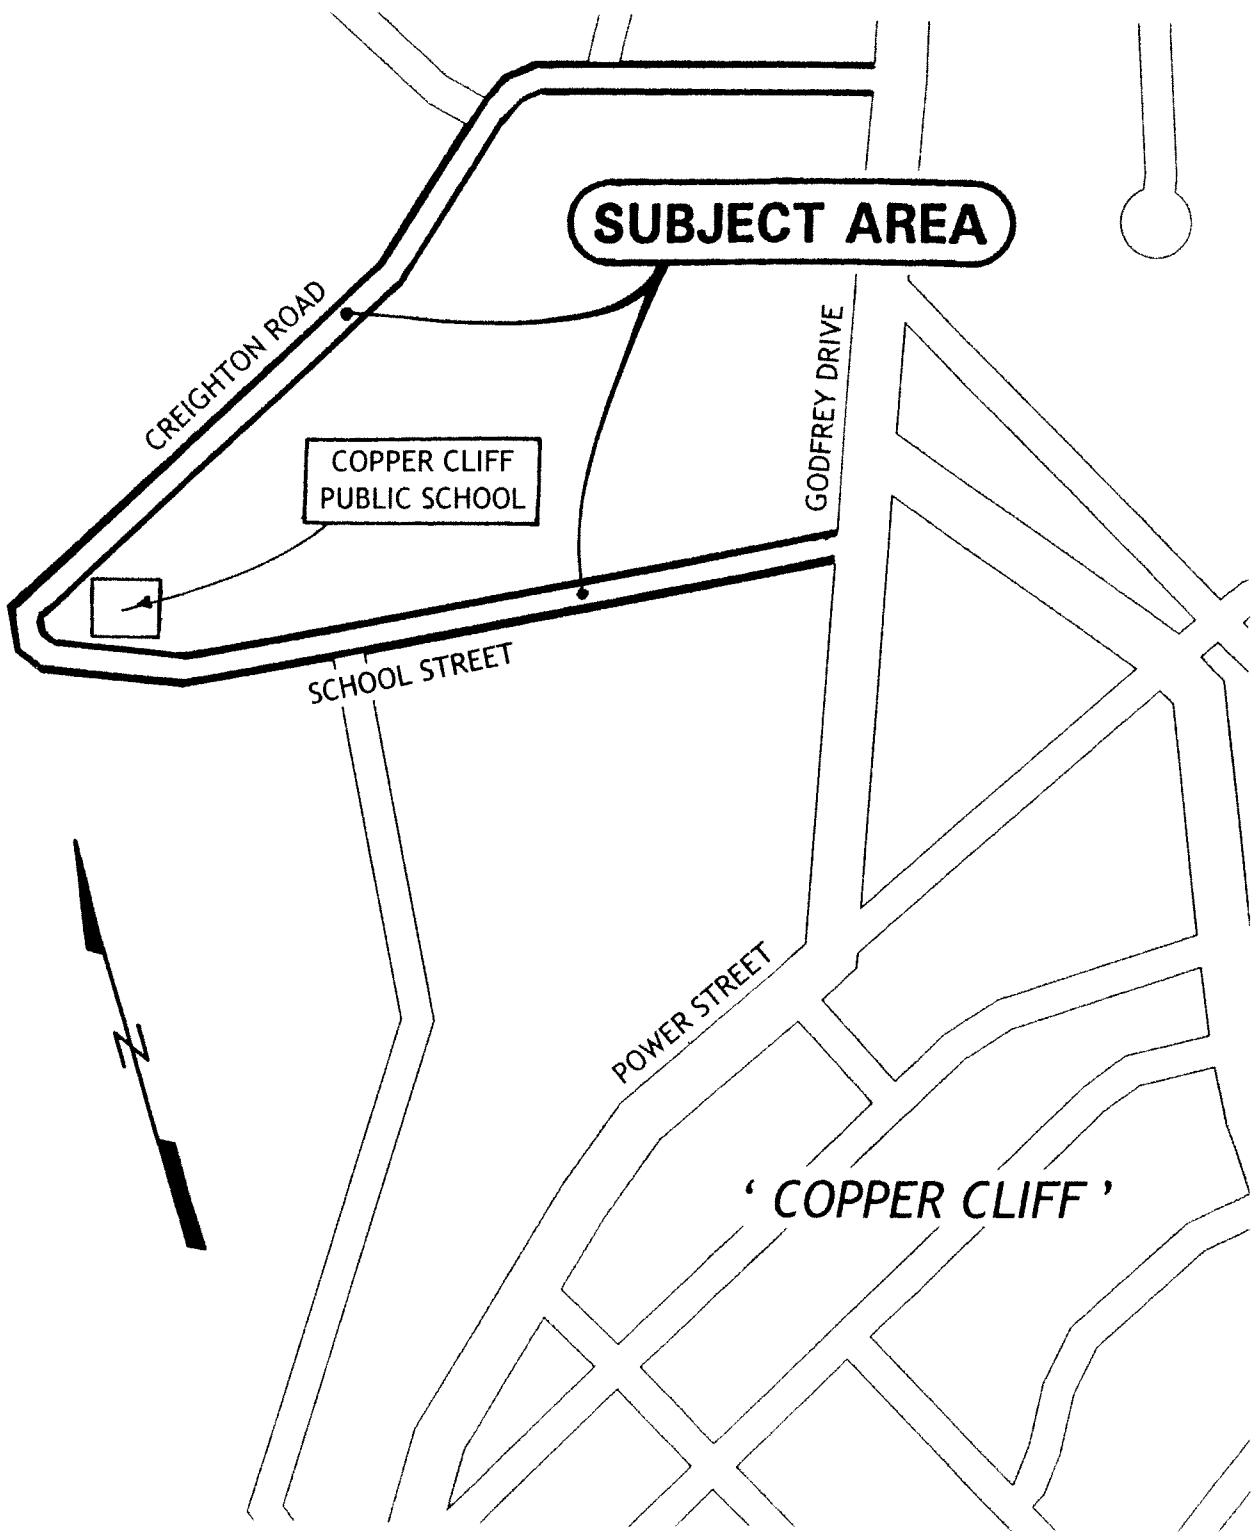 SUBJECT AREA
CREIGHTON ROAD
GODFREY DRIVE
COPPER CLIFF
PUBLIC SCHOOL
SCHOOL STREET
POWER STREET
N
‘ COPPER CLIFF ’